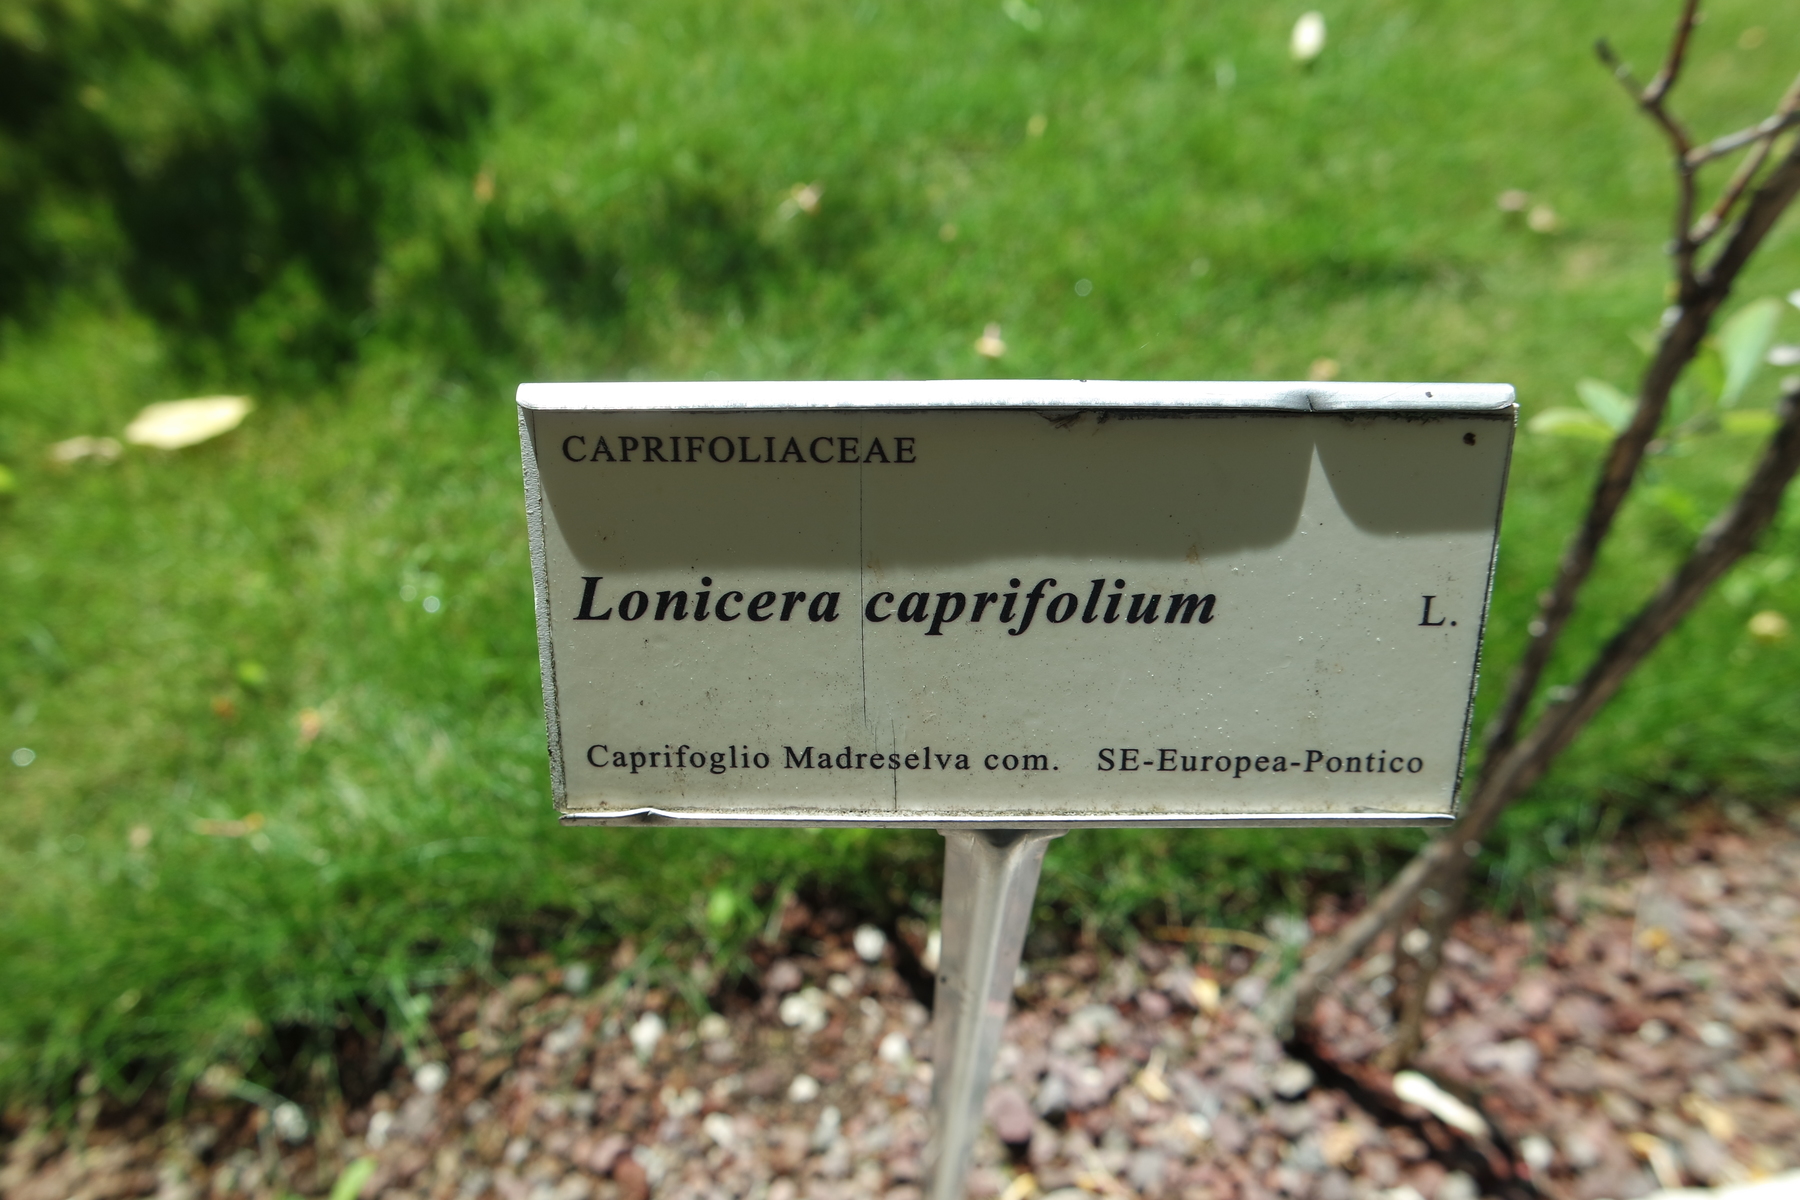 CAPRIFOLIACEAE
Lonicera caprifolium L.
Caprifoglio Madreselva com. SE-Europea-Pontico